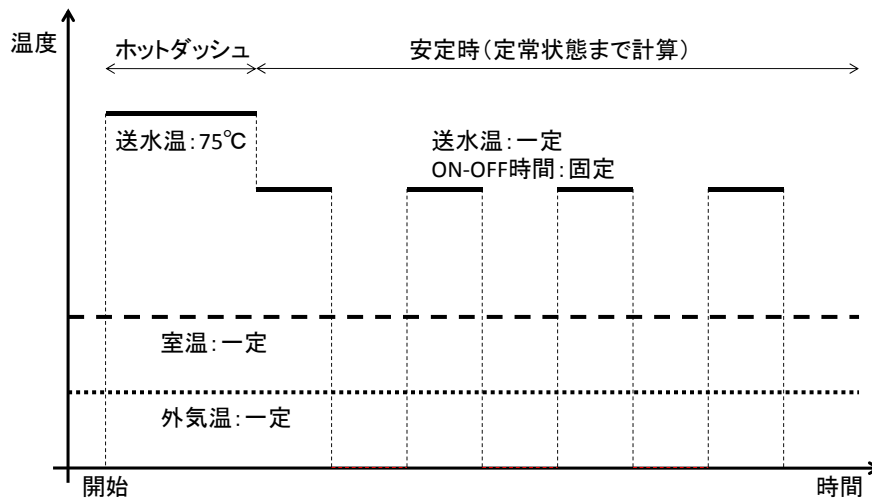 温度
ホットダッシュ
安定時（定常状態まで計算）
送水温：75℃
送水温：一定
ON-OFF時間：固定
室温：一定
外気温：一定
開始
時間